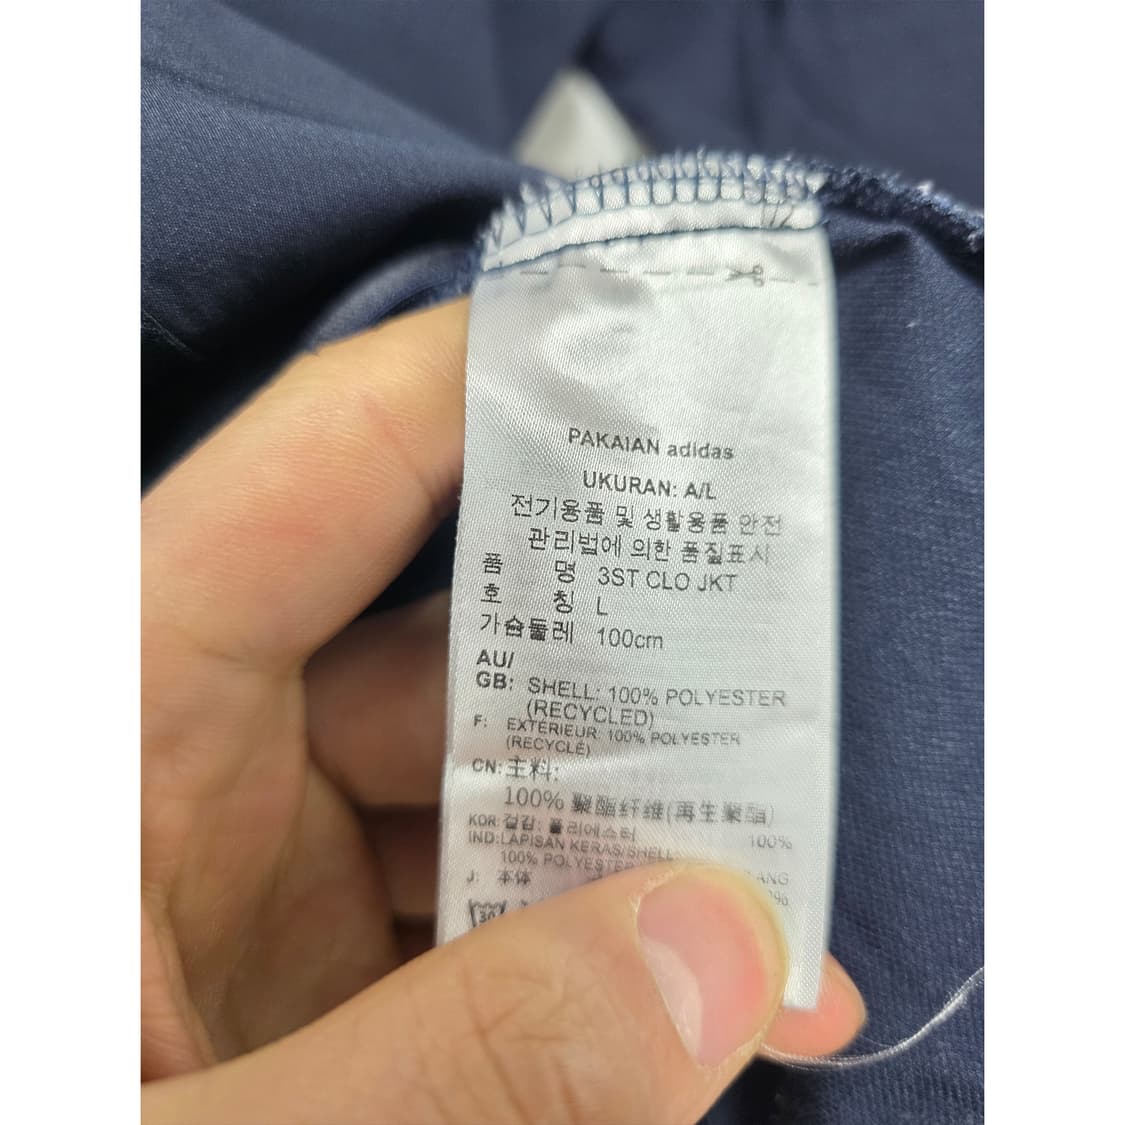 PAKAIAN adidas
UKURAN: A/L
전기용품 및 생활용품 안전
관리법에 의한 품질표시
품 명 3ST CLO JKT
호 칭 L
가슴둘레 100cm
AU/
GB: SHELL: 100% POLYESTER
(RECYCLED)
F: EXTERIEUR: 100% POLYESTER
(RECYCLÉ)
CN: 主料:
100% 聚酯纤维(再生聚酯)
KOR: 겉감: 폴리에스터 100%
IND: LAPISAN KERAS/SHELL
100% POLYESTER
J: 本体
30